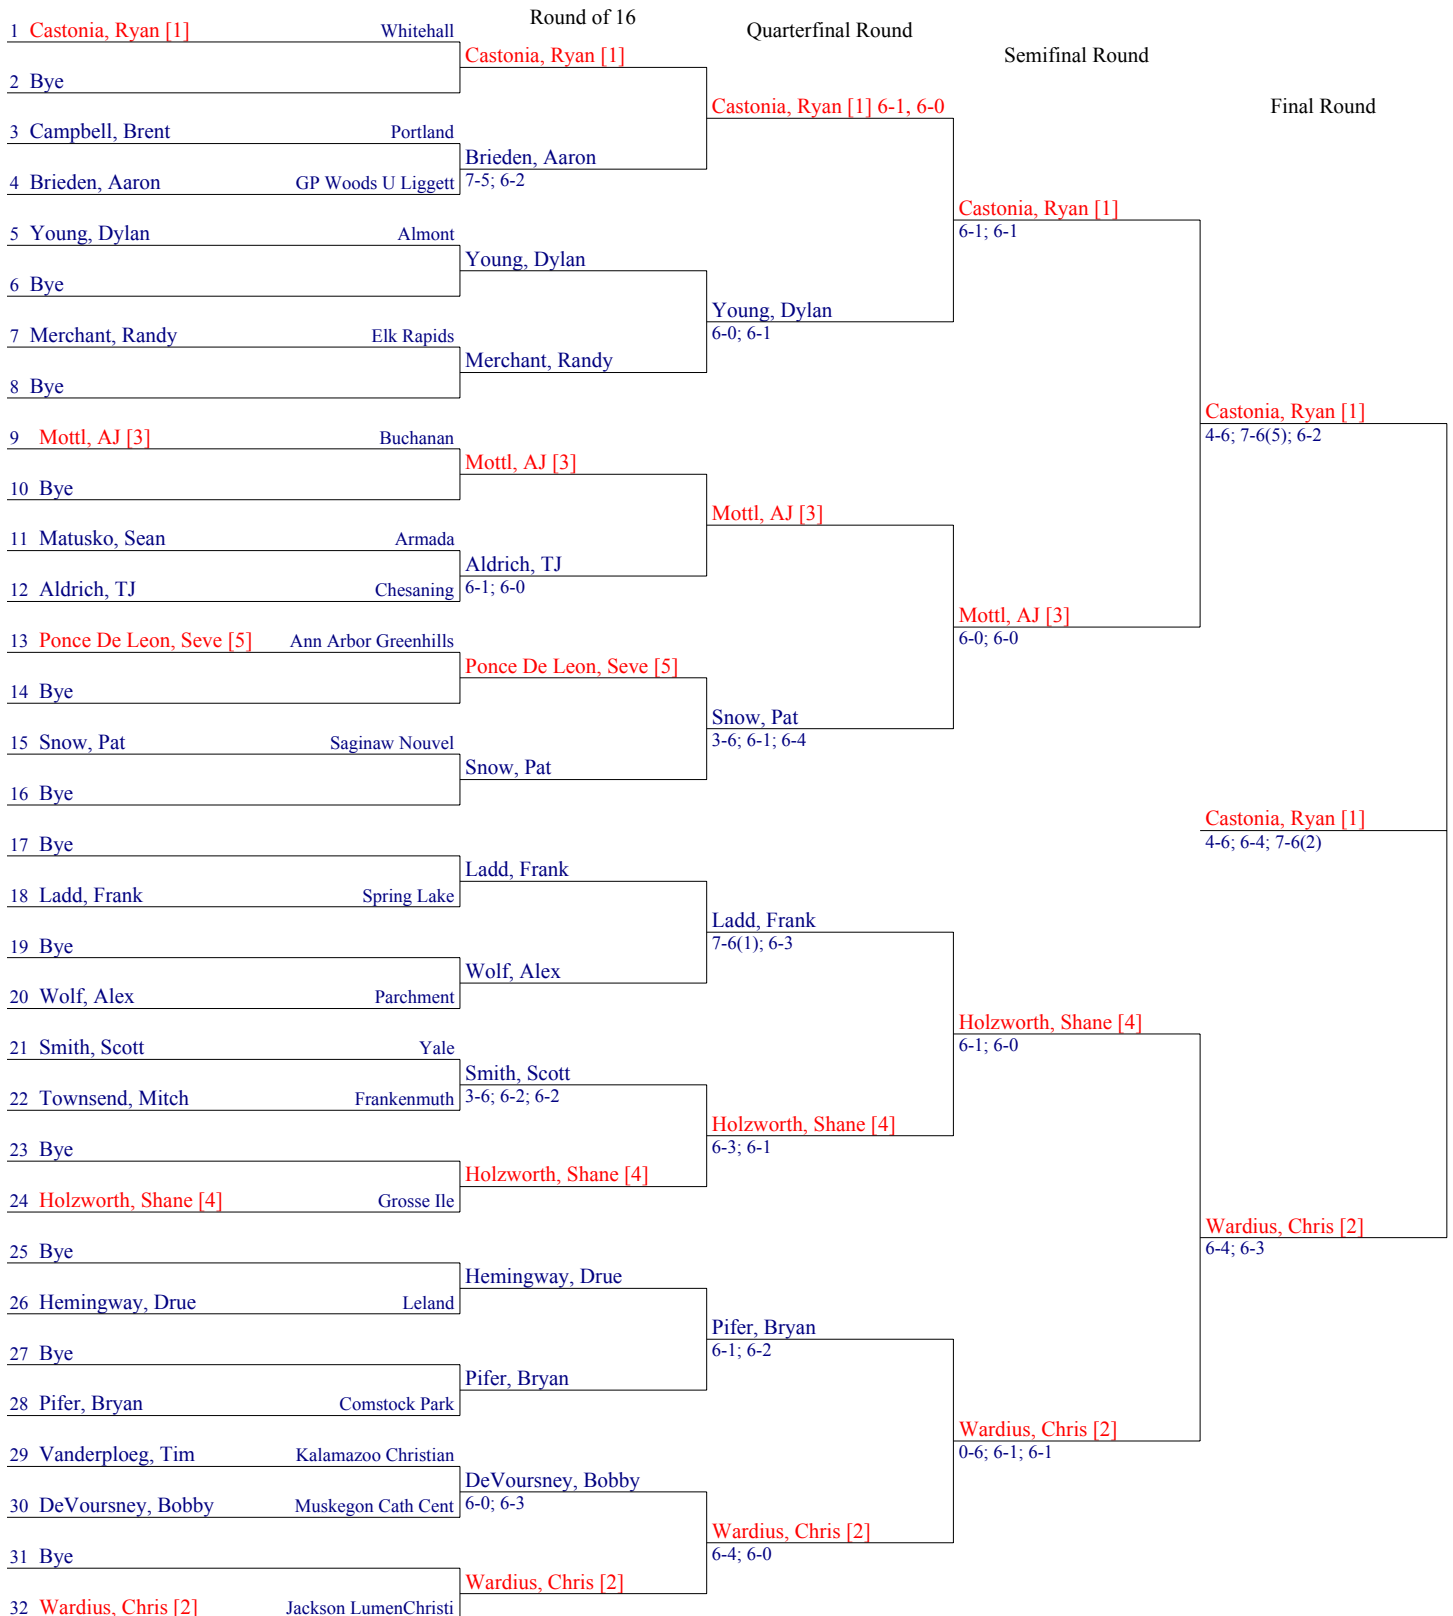 Round of 16
Quarterfinal Round
Semifinal Round
Final Round
1 Castonia, Ryan [1] Whitehall
2 Bye
3 Campbell, Brent Portland
4 Brieden, Aaron GP Woods U Liggett
5 Young, Dylan Almont
6 Bye
7 Merchant, Randy Elk Rapids
8 Bye
9 Mottl, AJ [3] Buchanan
10 Bye
11 Matusko, Sean Armada
12 Aldrich, TJ Chesaning
13 Ponce De Leon, Seve [5] Ann Arbor Greenhills
14 Bye
15 Snow, Pat Saginaw Nouvel
16 Bye
17 Bye
18 Ladd, Frank Spring Lake
19 Bye
20 Wolf, Alex Parchment
21 Smith, Scott Yale
22 Townsend, Mitch Frankenmuth
23 Bye
24 Holzworth, Shane [4] Grosse Ile
25 Bye
26 Hemingway, Drue Leland
27 Bye
28 Pifer, Bryan Comstock Park
29 Vanderploeg, Tim Kalamazoo Christian
30 DeVoursney, Bobby Muskegon Cath Cent
31 Bye
32 Wardius, Chris [2] Jackson LumenChristi
Castonia, Ryan [1]
Brieden, Aaron
7-5; 6-2
Young, Dylan
Merchant, Randy
Mottl, AJ [3]
Aldrich, TJ
6-1; 6-0
Ponce De Leon, Seve [5]
Snow, Pat
Ladd, Frank
Wolf, Alex
Smith, Scott
3-6; 6-2; 6-2
Holzworth, Shane [4]
Hemingway, Drue
Pifer, Bryan
DeVoursney, Bobby
6-0; 6-3
Wardius, Chris [2]
Castonia, Ryan [1] 6-1, 6-0
Young, Dylan
6-0; 6-1
Mottl, AJ [3]
Snow, Pat
3-6; 6-1; 6-4
Ladd, Frank
7-6(1); 6-3
Holzworth, Shane [4]
6-3; 6-1
Pifer, Bryan
6-1; 6-2
Wardius, Chris [2]
6-4; 6-0
Castonia, Ryan [1]
6-1; 6-1
Mottl, AJ [3]
6-0; 6-0
Holzworth, Shane [4]
6-1; 6-0
Wardius, Chris [2]
0-6; 6-1; 6-1
Castonia, Ryan [1]
4-6; 7-6(5); 6-2
Wardius, Chris [2]
6-4; 6-3
Castonia, Ryan [1]
4-6; 6-4; 7-6(2)